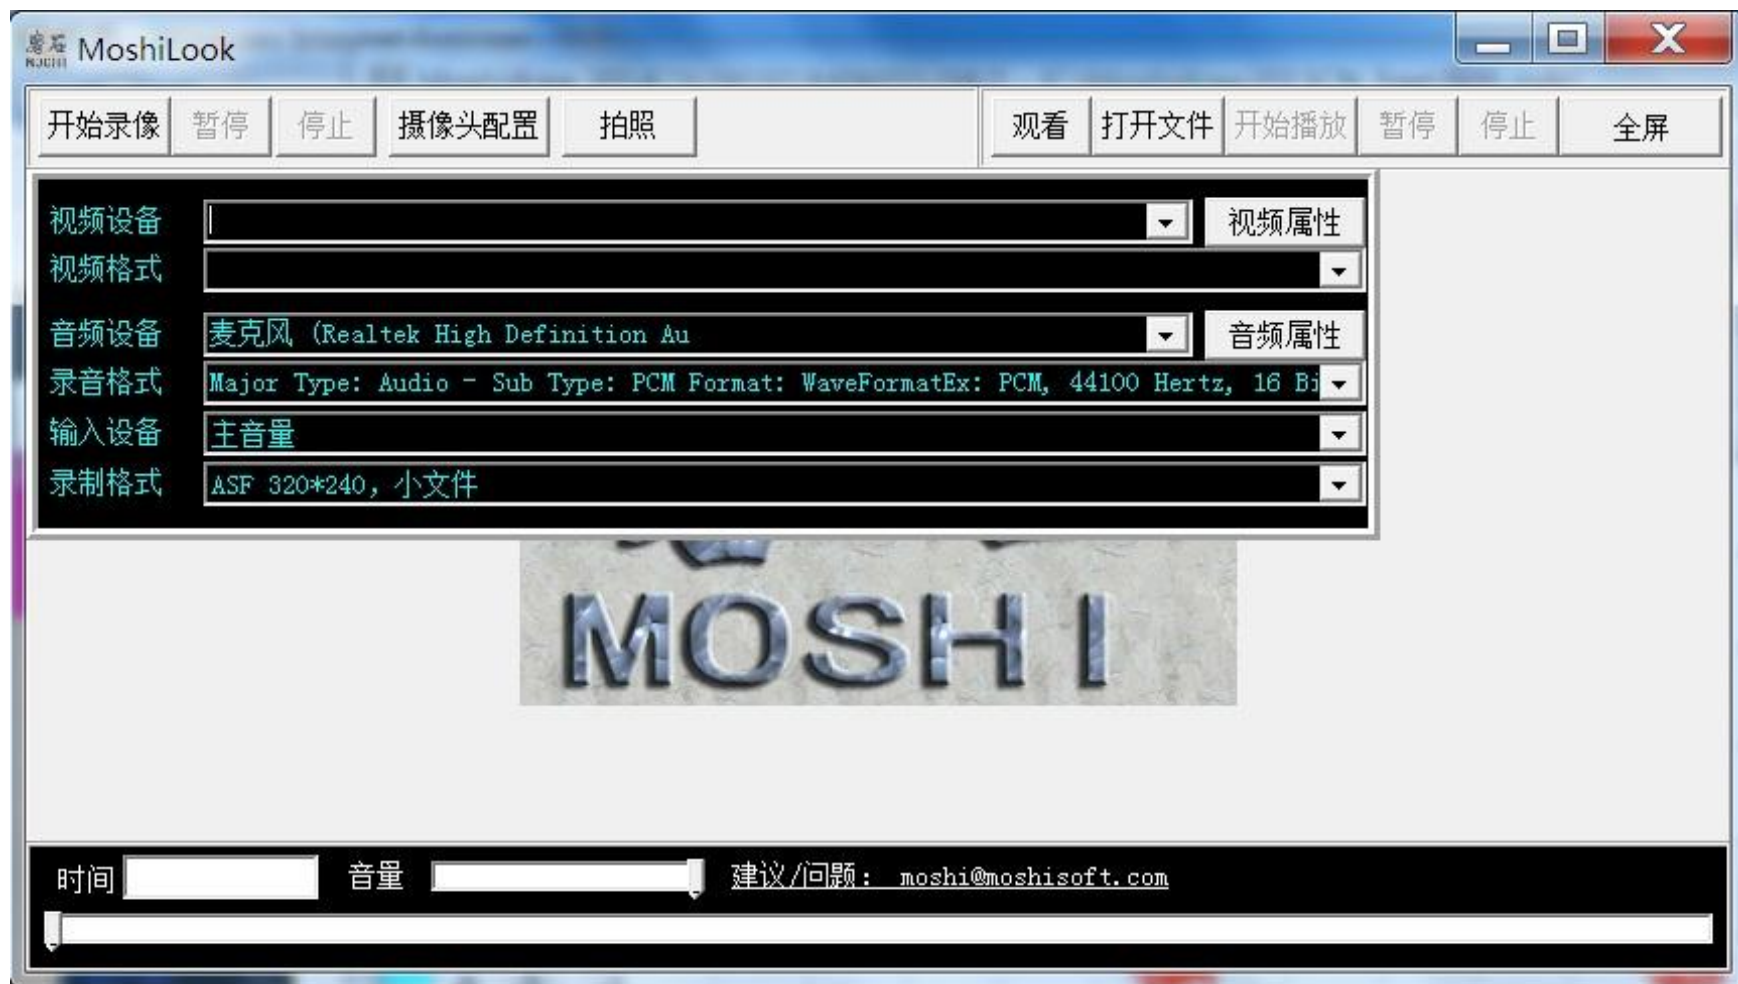 磨石 MoshiLook
MOSHI
开始录像 暂停 停止 摄像头配置 拍照 观看 打开文件 开始播放 暂停 停止 全屏
视频设备 视频属性
视频格式
音频设备 麦克风 (Realtek High Definition Au 音频属性
录音格式 Major Type: Audio - Sub Type: PCM Format: WaveFormatEx: PCM, 44100 Hertz, 16 Bi
输入设备 主音量
录制格式 ASF 320*240, 小文件
MOSHI
时间 音量 建议/问题: moshi@moshisoft.com